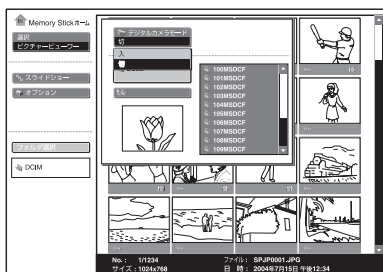 Memory Stickホーム
選択
ピクチャービューワー
スライドショー
オプション
フォルダ選択
DCIM
デジタルカメラモード
切
入
切
100MSDCF
101MSDCF
102MSDCF
103MSDCF
104MSDCF
105MSDCF
106MSDCF
107MSDCF
108MSDCF
109MSDCF
No.： 1/1234
ファイル： SPJP0001.JPG
サイズ：1024x768
日 時： 2004年7月15日 午後12:34